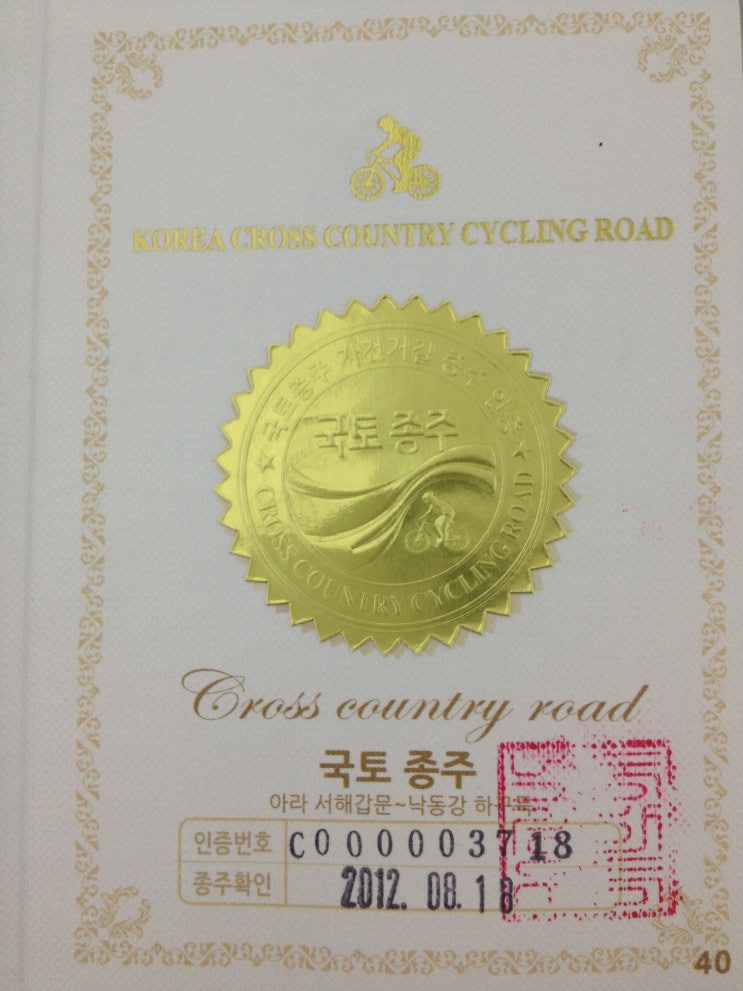 KOREA CROSS COUNTRY CYCLING ROAD
국토종주 자전거길 종주 인증
국토 종주
CROSS COUNTRY CYCLING ROAD
Cross country road
국토 종주
아라 서해갑문~낙동강 하구둑
인증번호 C0000003718
종주확인 2012. 08. 18
40